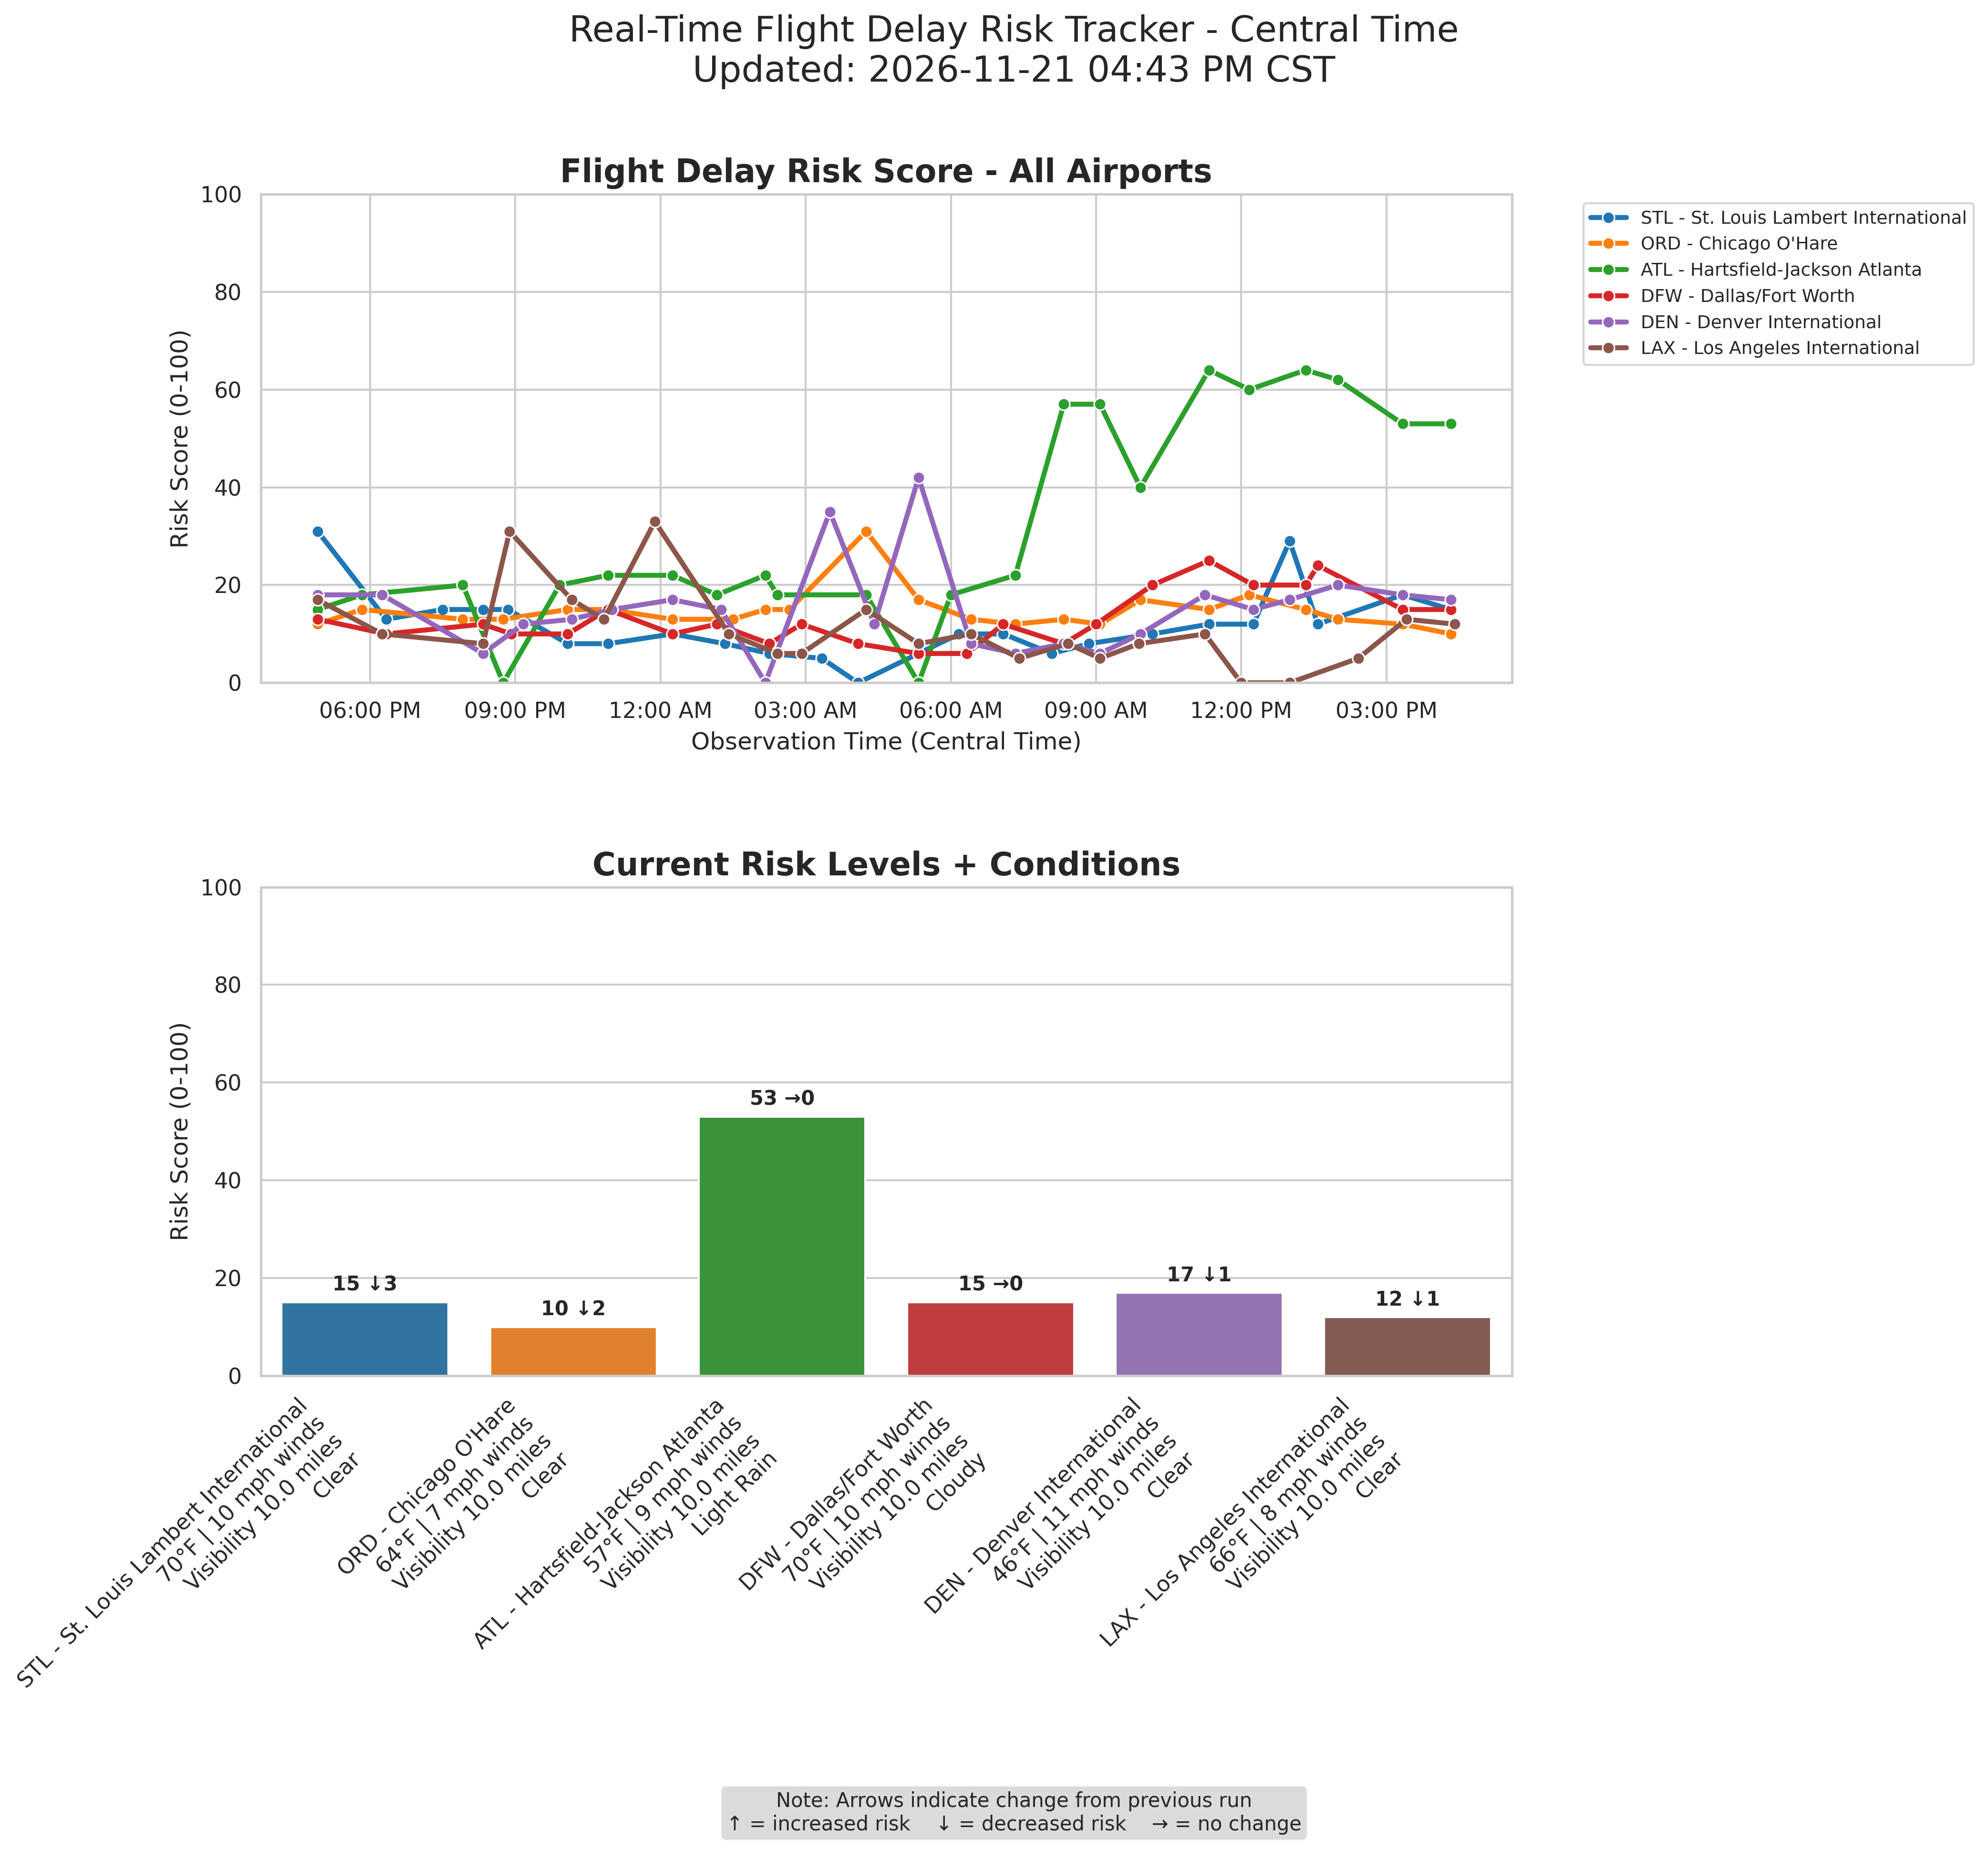 Real-Time Flight Delay Risk Tracker - Central Time
Updated: 2026-11-21 04:43 PM CST
Flight Delay Risk Score - All Airports
Risk Score (0-100)
100
80
60
40
20
0
06:00 PM
09:00 PM
12:00 AM
03:00 AM
06:00 AM
09:00 AM
12:00 PM
03:00 PM
Observation Time (Central Time)
STL - St. Louis Lambert International
ORD - Chicago O'Hare
ATL - Hartsfield-Jackson Atlanta
DFW - Dallas/Fort Worth
DEN - Denver International
LAX - Los Angeles International
Current Risk Levels + Conditions
Risk Score (0-100)
100
80
60
40
20
0
15 ↓3
10 ↓2
53 →0
15 →0
17 ↓1
12 ↓1
STL - St. Louis Lambert International
70°F | 10 mph winds
Visibility 10.0 miles
Clear
ORD - Chicago O'Hare
64°F | 7 mph winds
Visibility 10.0 miles
Clear
ATL - Hartsfield-Jackson Atlanta
57°F | 9 mph winds
Visibility 10.0 miles
Light Rain
DFW - Dallas/Fort Worth
70°F | 10 mph winds
Visibility 10.0 miles
Cloudy
DEN - Denver International
46°F | 11 mph winds
Visibility 10.0 miles
Clear
LAX - Los Angeles International
66°F | 8 mph winds
Visibility 10.0 miles
Clear
Note: Arrows indicate change from previous run
↑ = increased risk ↓ = decreased risk → = no change